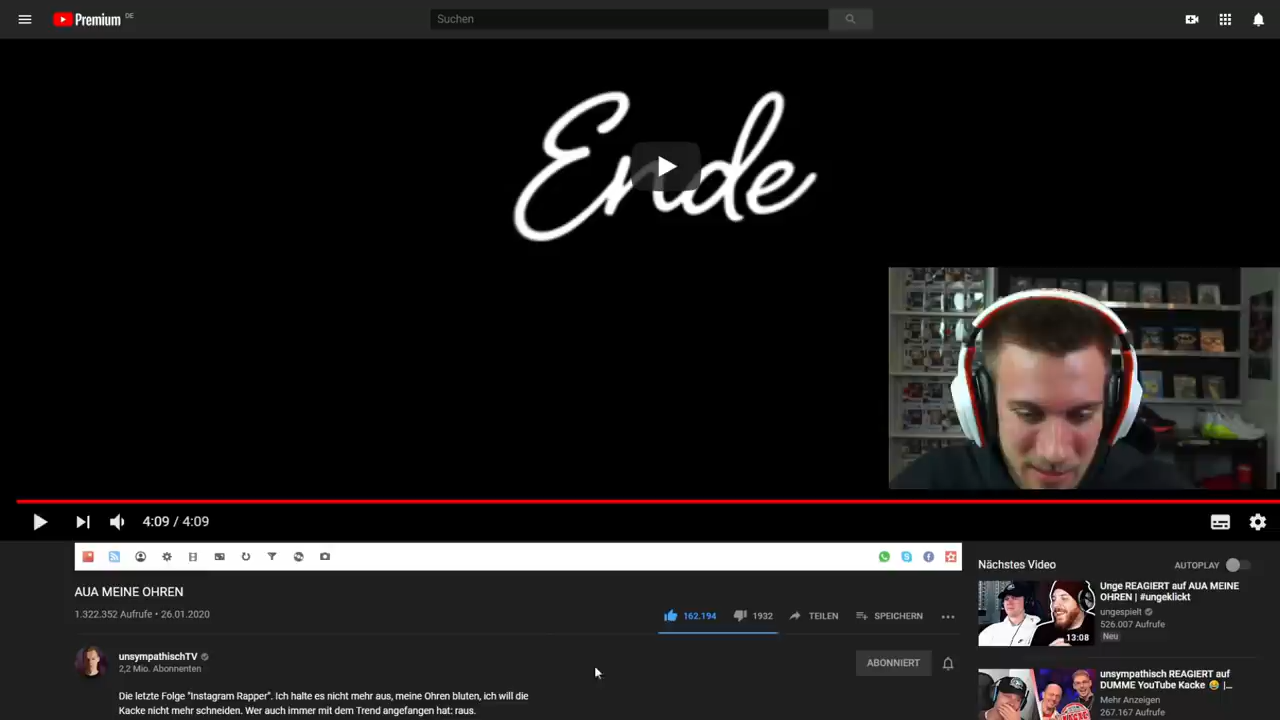 Premium DE
Suchen
Ende
4:09 / 4:09
AUA MEINE OHREN
1.322.352 Aufrufe • 26.01.2020
162.194
1932
TEILEN
SPEICHERN
unsympathischTV
2,2 Mio. Abonnenten
ABONNIERT
Die letzte Folge "Instagram Rapper". Ich halte es nicht mehr aus, meine Ohren bluten, ich will die
Kacke nicht mehr schneiden. Wer auch immer mit dem Trend angefangen hat: raus.
Nächstes Video
AUTOPLAY
13:08
Unge REAGIERT auf AUA MEINE
OHREN | #ungeklickt
ungespielt
526.007 Aufrufe
Neu
unsympathisch REAGIERT auf
DUMME YouTube Kacke 😂 |...
Mehr Anzeigen
267.167 Aufrufe